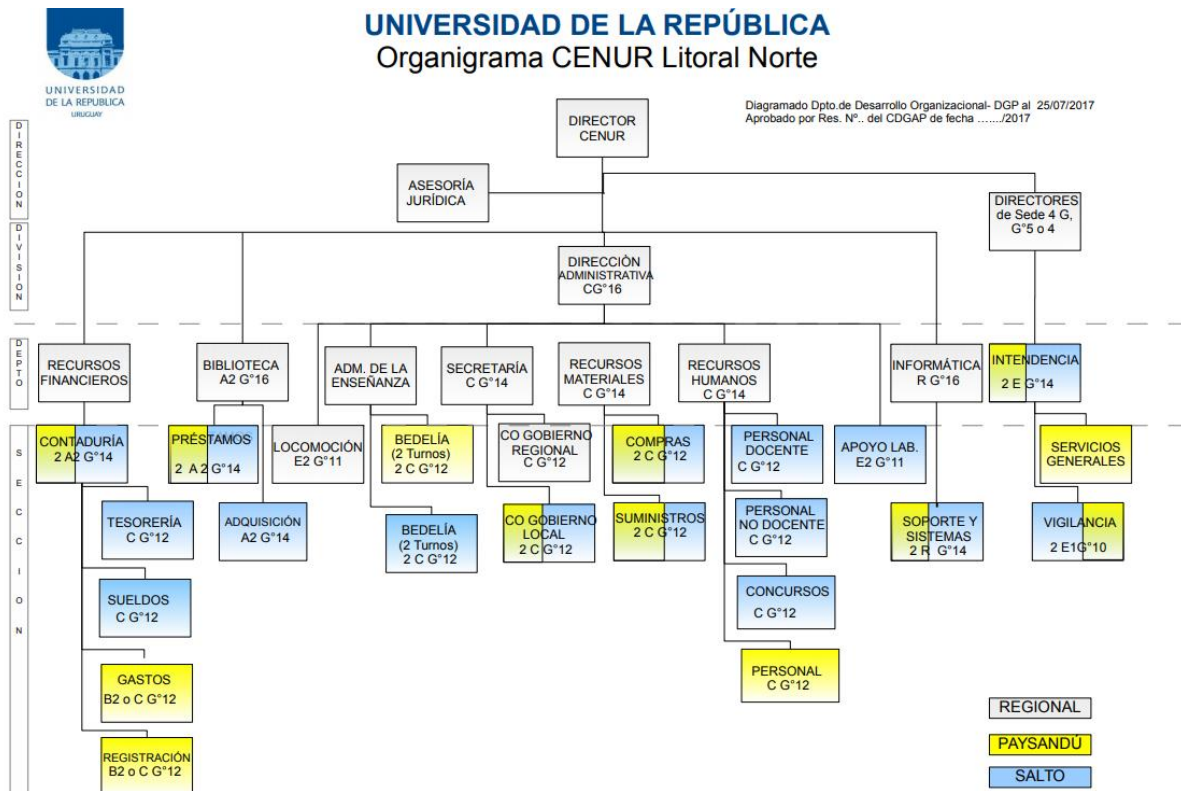 UNIVERSIDAD
DE LA REPUBLICA
URUGUAY
UNIVERSIDAD DE LA REPÚBLICA
Organigrama CENUR Litoral Norte
Diagramado Dpto.de Desarrollo Organizacional- DGP al 25/07/2017
Aprobado por Res. Nº.. del CDGAP de fecha ......./2017
DIRECCION
DIVISION
DEPTO
SECCION
DIRECTOR
CENUR
ASESORÍA
JURÍDICA
DIRECTORES
de Sede 4 G,
G°5 o 4
DIRECCIÒN
ADMINISTRATIVA
CG°16
RECURSOS
FINANCIEROS
BIBLIOTECA
A2 G°16
ADM. DE LA
ENSEÑANZA
SECRETARÍA
C G°14
RECURSOS
MATERIALES
C G°14
RECURSOS
HUMANOS
C G°14
INFORMÁTICA
R G°16
INTENDENCIA
2 E G°14
CONTADURÍA
2 A2 G°14
PRÉSTAMOS
2 A 2 G°14
LOCOMOCIÓN
E2 G°11
BEDELÍA
(2 Turnos)
2 C G°12
CO GOBIERNO
REGIONAL
C G°12
COMPRAS
2 C G°12
PERSONAL
DOCENTE
C G°12
APOYO LAB.
E2 G°11
SERVICIOS
GENERALES
TESORERÍA
C G°12
ADQUISICIÓN
A2 G°14
BEDELÍA
(2 Turnos)
2 C G°12
CO GOBIERNO
LOCAL
2 C G°12
SUMINISTROS
2 C G°12
PERSONAL
NO DOCENTE
C G°12
SOPORTE Y
SISTEMAS
2 R G°14
VIGILANCIA
2 E1G°10
SUELDOS
C G°12
CONCURSOS
C G°12
GASTOS
B2 o C G°12
PERSONAL
C G°12
REGISTRACIÓN
B2 o C G°12
REGIONAL
PAYSANDÚ
SALTO